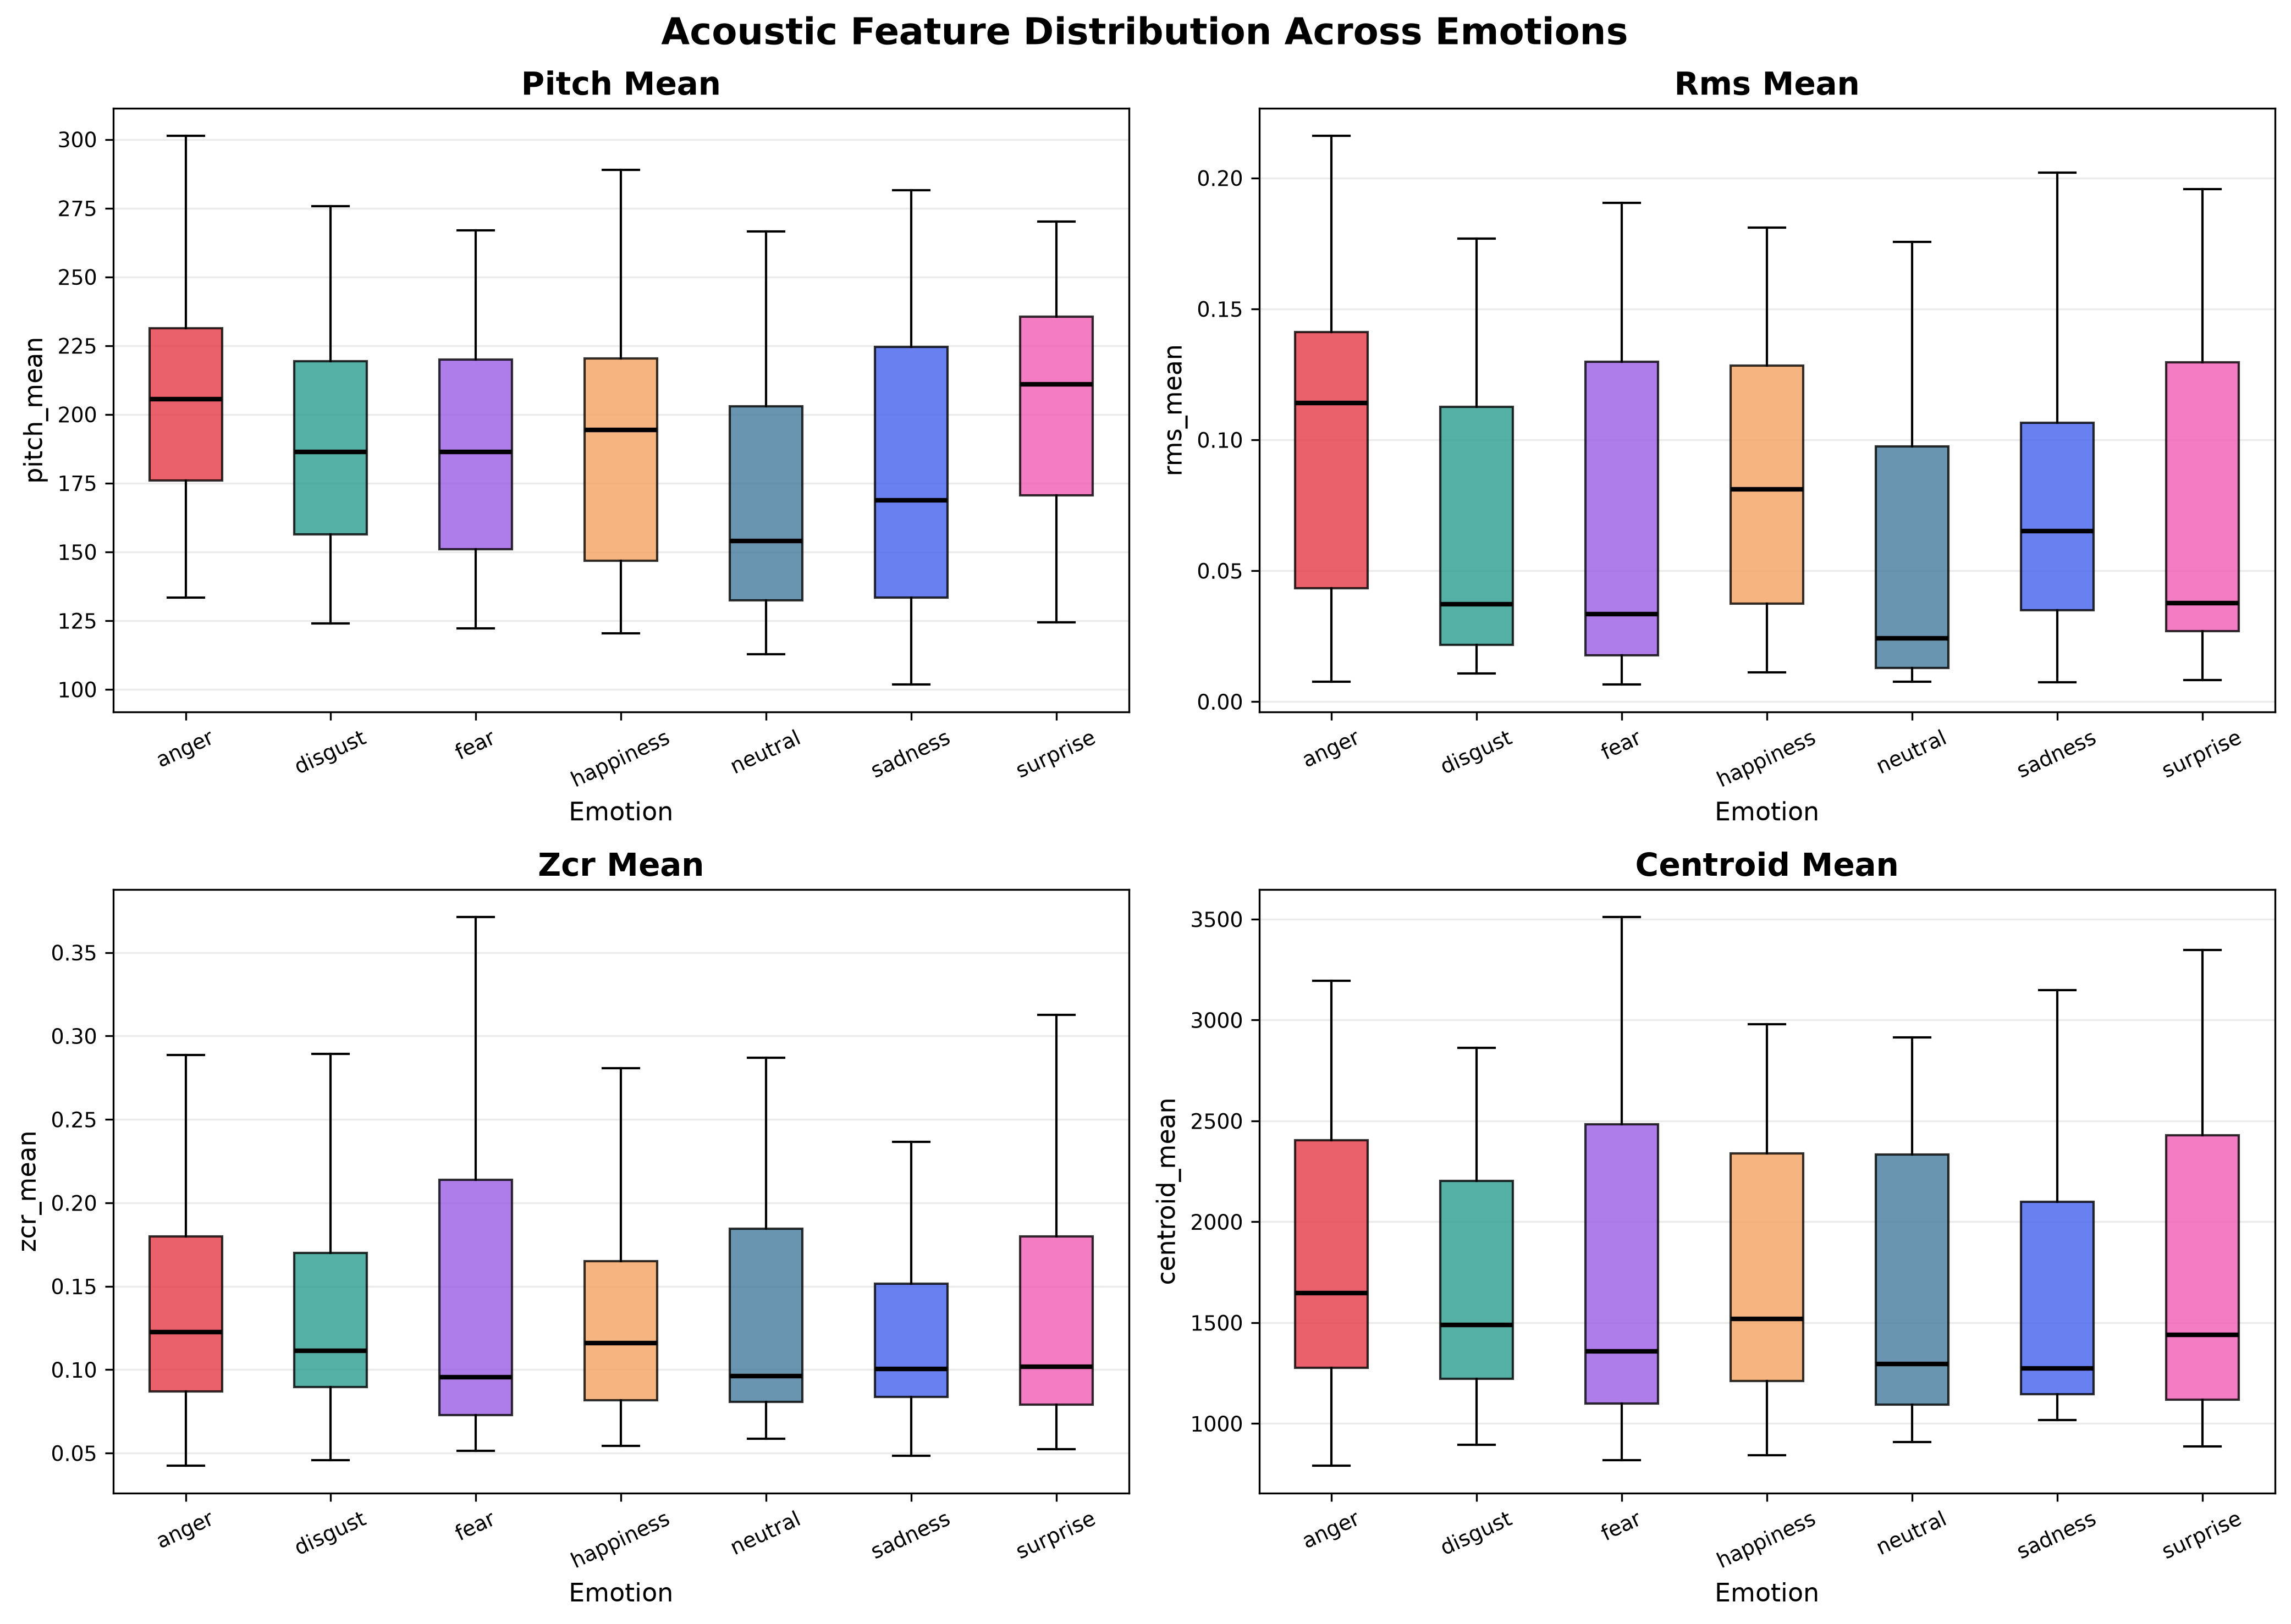 Acoustic Feature Distribution Across Emotions
Pitch Mean
pitch_mean
300
275
250
225
200
175
150
125
100
anger
disgust
fear
happiness
neutral
sadness
surprise
Emotion
Rms Mean
rms_mean
0.20
0.15
0.10
0.05
0.00
anger
disgust
fear
happiness
neutral
sadness
surprise
Emotion
Zcr Mean
zcr_mean
0.35
0.30
0.25
0.20
0.15
0.10
0.05
anger
disgust
fear
happiness
neutral
sadness
surprise
Emotion
Centroid Mean
centroid_mean
3500
3000
2500
2000
1500
1000
anger
disgust
fear
happiness
neutral
sadness
surprise
Emotion